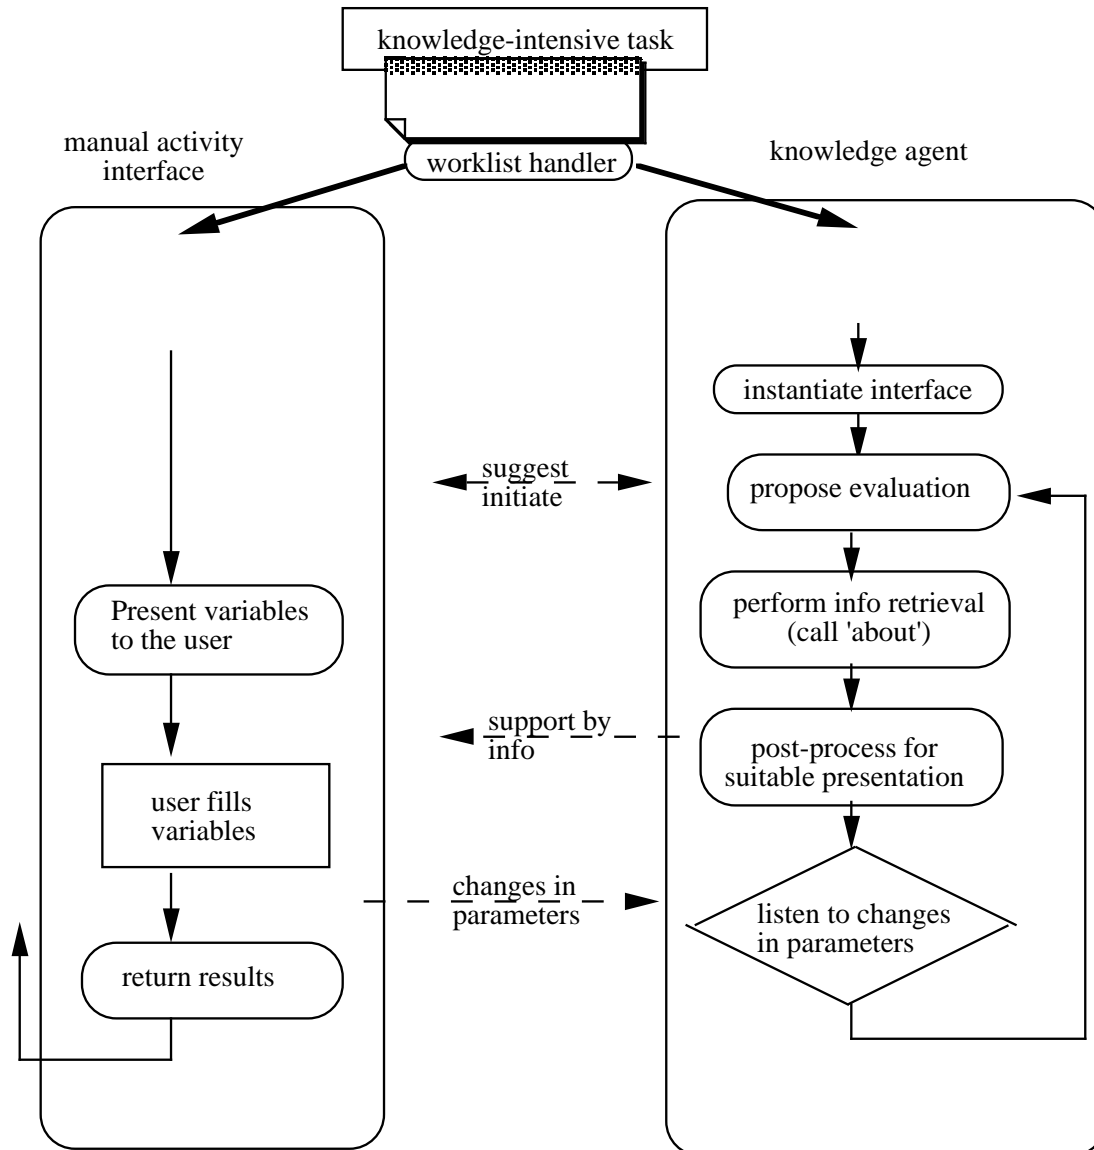 knowledge-intensive task
worklist handler
manual activity
interface
knowledge agent
instantiate interface
suggest
initiate
propose evaluation
Present variables
to the user
perform info retrieval
(call 'about')
support by
info
post-process for
suitable presentation
user fills
variables
changes in
parameters
listen to changes
in parameters
return results